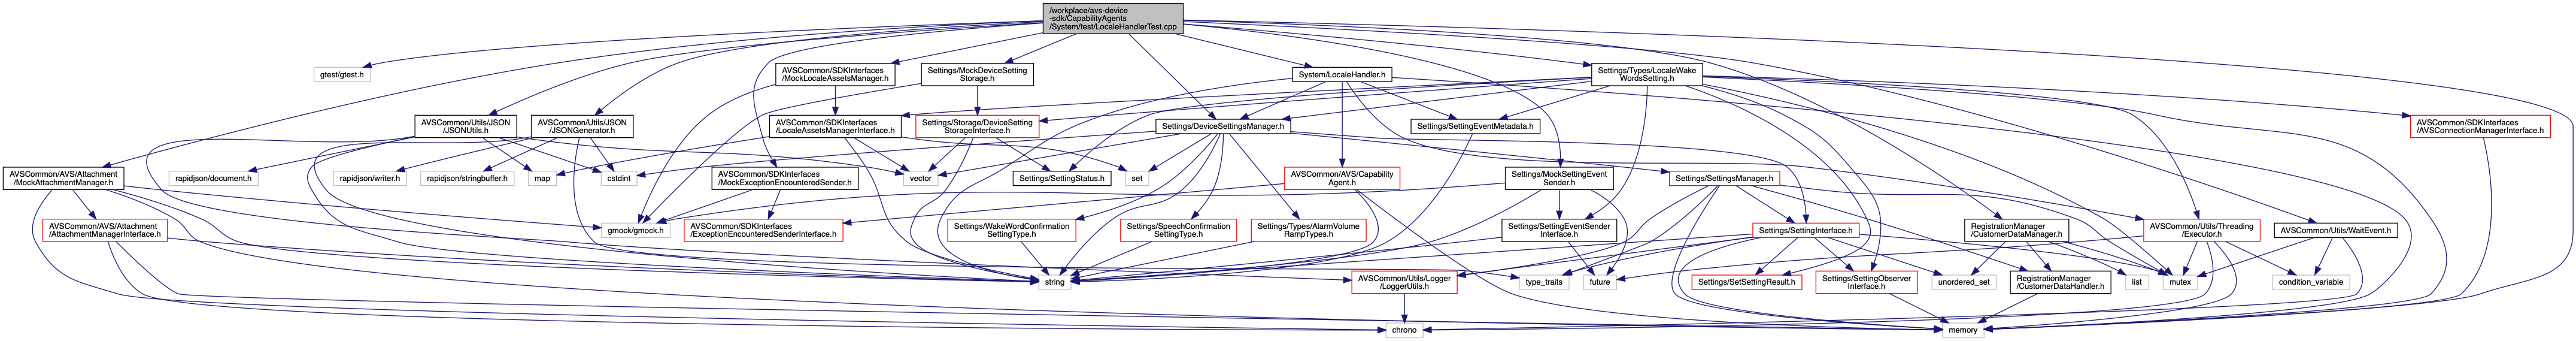 /workplace/avs-device
-sdk/CapabilityAgents
/System/test/LocaleHandlerTest.cpp
gtest/gtest.h
AVSCommon/SDKInterfaces
/MockLocaleAssetsManager.h
Settings/MockDeviceSetting
Storage.h
System/LocaleHandler.h
Settings/Types/LocaleWake
WordsSetting.h
AVSCommon/Utils/JSON
/JSONUtils.h
AVSCommon/Utils/JSON
/JSONGenerator.h
AVSCommon/SDKInterfaces
/LocaleAssetsManagerInterface.h
Settings/Storage/DeviceSetting
StorageInterface.h
Settings/DeviceSettingsManager.h
Settings/SettingEventMetadata.h
AVSCommon/SDKInterfaces
/AVSConnectionManagerInterface.h
AVSCommon/AVS/Attachment
/MockAttachmentManager.h
rapidjson/document.h
rapidjson/writer.h
rapidjson/stringbuffer.h
map
cstdint
AVSCommon/SDKInterfaces
/MockExceptionEncounteredSender.h
vector
Settings/SettingStatus.h
set
AVSCommon/AVS/Capability
Agent.h
Settings/MockSettingEvent
Sender.h
Settings/SettingsManager.h
AVSCommon/AVS/Attachment
/AttachmentManagerInterface.h
gmock/gmock.h
AVSCommon/SDKInterfaces
/ExceptionEncounteredSenderInterface.h
Settings/WakeWordConfirmation
SettingType.h
Settings/SpeechConfirmation
SettingType.h
Settings/Types/AlarmVolume
RampTypes.h
Settings/SettingEventSender
Interface.h
Settings/SettingInterface.h
RegistrationManager
/CustomerDataManager.h
AVSCommon/Utils/Threading
/Executor.h
AVSCommon/Utils/WaitEvent.h
string
AVSCommon/Utils/Logger
/LoggerUtils.h
type_traits
future
Settings/SetSettingResult.h
Settings/SettingObserver
Interface.h
unordered_set
RegistrationManager
/CustomerDataHandler.h
list
mutex
condition_variable
chrono
memory